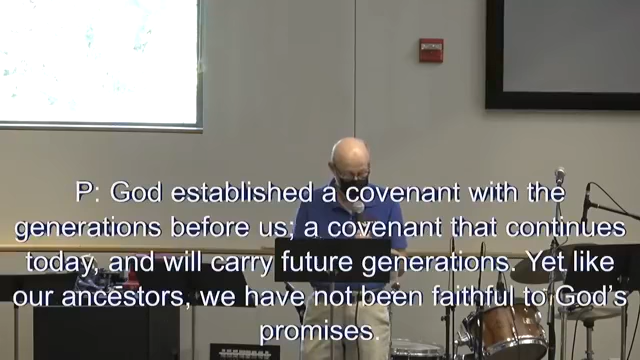 P: God established a covenant with the
generations before us; a covenant that continues
today, and will carry future generations. Yet like
our ancestors, we have not been faithful to God's
promises.